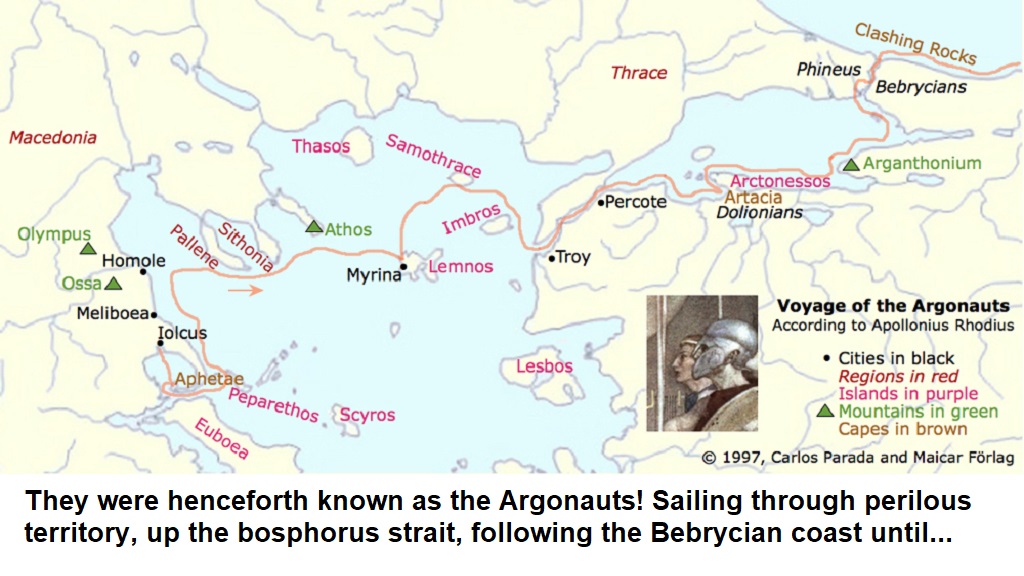 Clashing Rocks
Thrace
Phineus
Bebrycians
Macedonia
Thasos
Samothrace
Arganthonium
Arctonessos
Artacia
Dolionians
Percote
Imbros
Athos
Sithonia
Pallene
Olympus
Homole
Ossa
Troy
Lemnos
Myrina
Meliboea
Iolcus
Aphetae
Peparethos
Scyros
Euboea
Lesbos
Voyage of the Argonauts
According to Apollonius Rhodius
Cities in black
Regions in red
Islands in purple
Mountains in green
Capes in brown
© 1997, Carlos Parada and Maicar Förlag
They were henceforth known as the Argonauts! Sailing through perilous
territory, up the bosphorus strait, following the Bebrycian coast until...